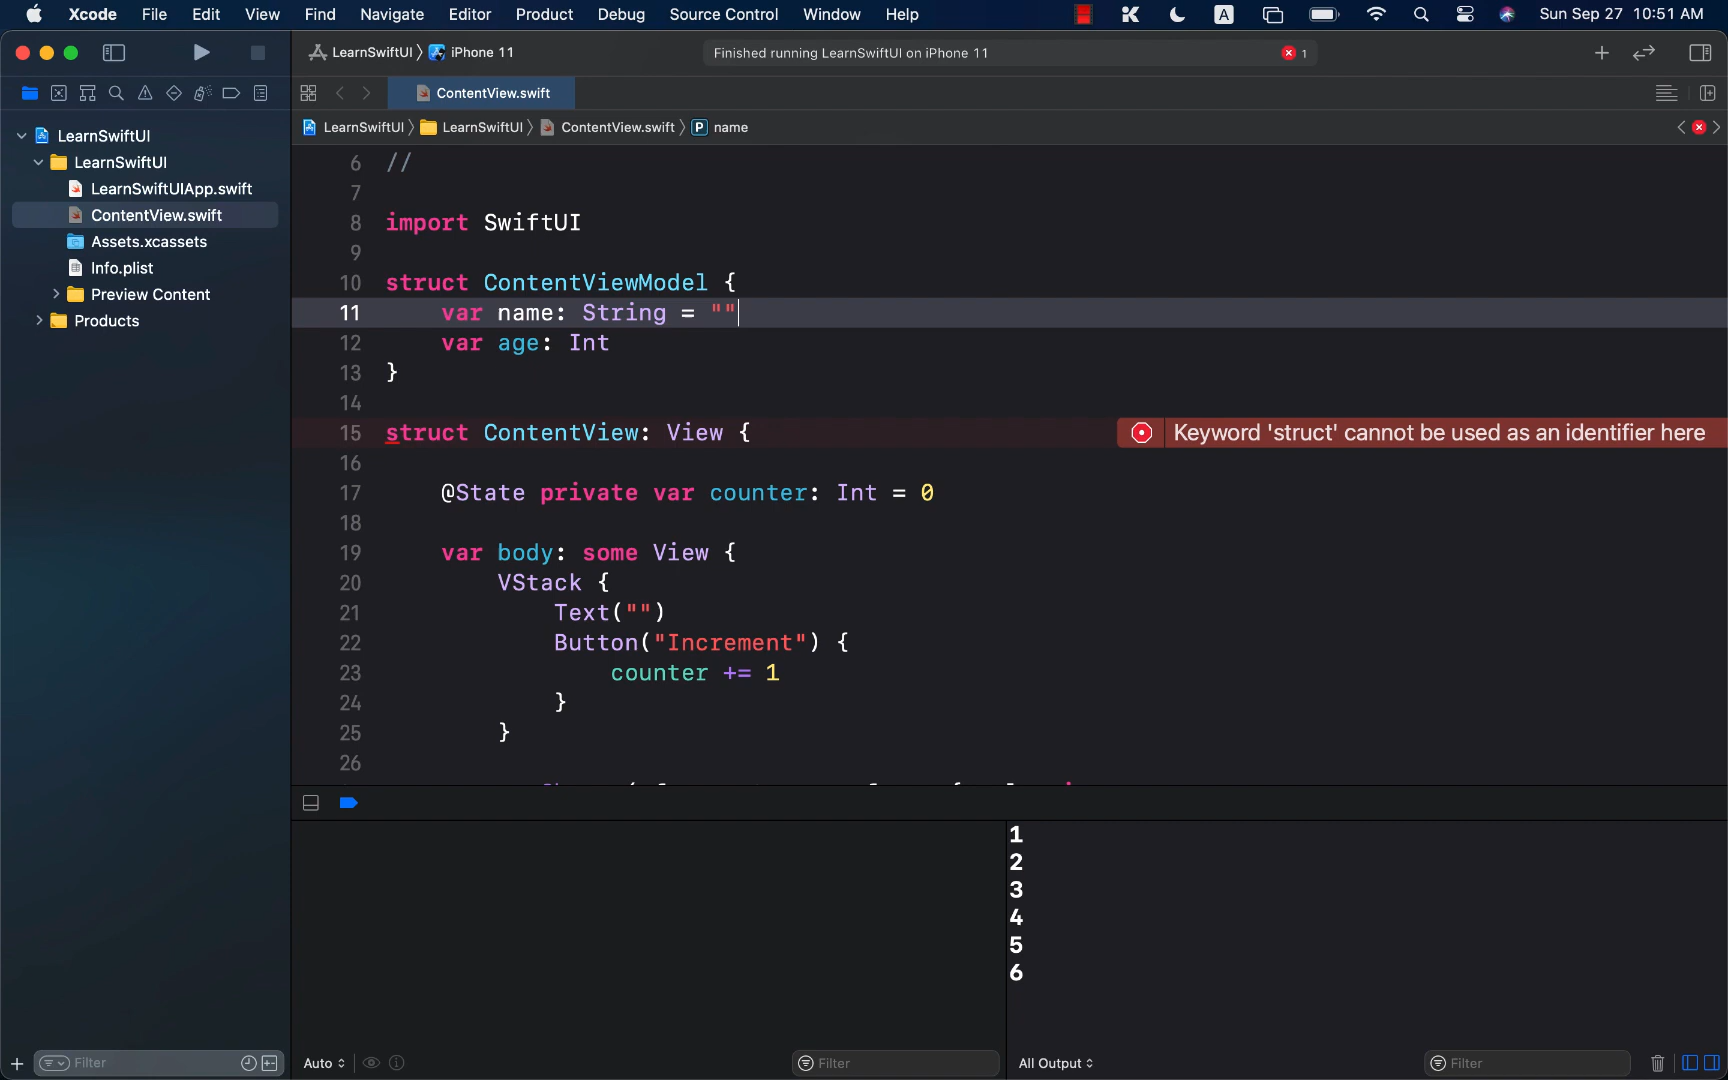 Xcode File Edit View Find Navigate Editor Product Debug Source Control Window Help A Sun Sep 27 10:51 AM
LearnSwiftUI iPhone 11 Finished running LearnSwiftUI on iPhone 11 1
ContentView.swift
LearnSwiftUI LearnSwiftUI ContentView.swift P name
LearnSwiftUI
LearnSwiftUI
LearnSwiftUIApp.swift
ContentView.swift
Assets.xcassets
Info.plist
Preview Content
Products
6 //
7
8 import SwiftUI
9
10 struct ContentViewModel {
11 var name: String = ""
12 var age: Int
13 }
14
15 struct ContentView: View { Keyword 'struct' cannot be used as an identifier here
16
17 @State private var counter: Int = 0
18
19 var body: some View {
20 VStack {
21 Text("")
22 Button("Increment") {
23 counter += 1
24 }
25 }
26
1
2
3
4
5
6
Filter Auto Filter All Output Filter